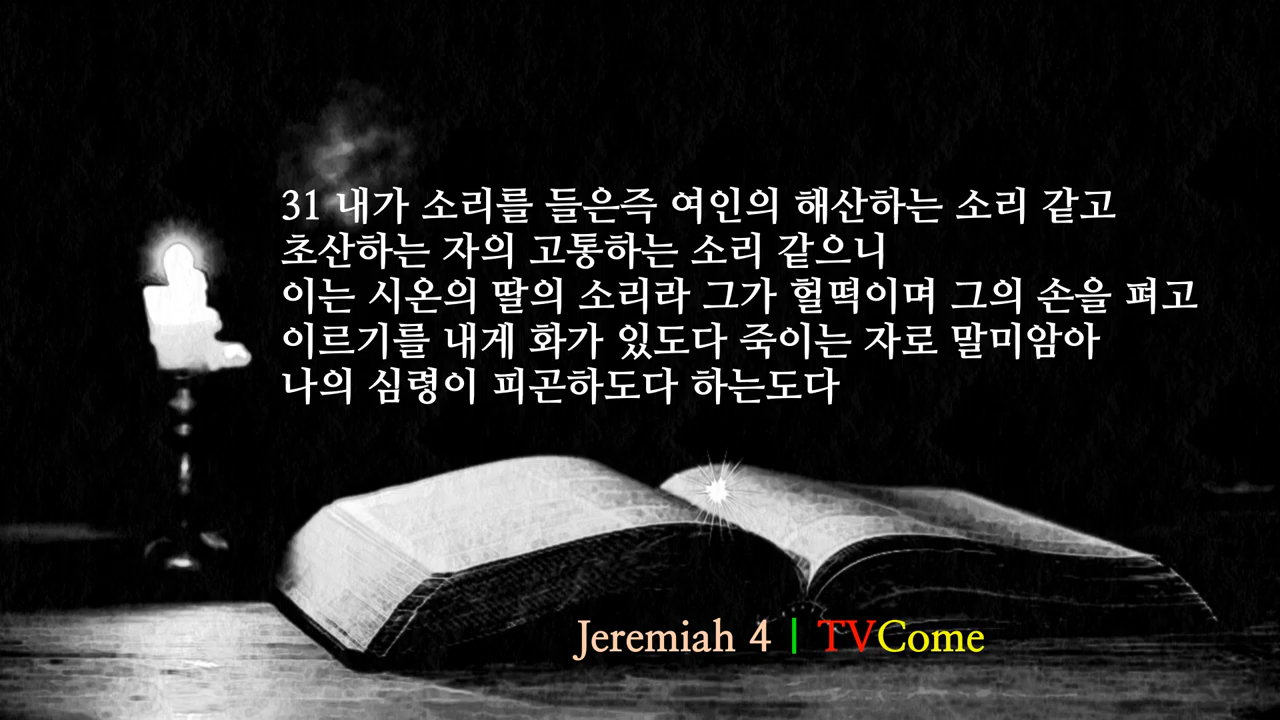 31 내가 소리를 들은즉 여인의 해산하는 소리 같고
초산하는 자의 고통하는 소리 같으니
이는 시온의 딸의 소리라 그가 헐떡이며 그의 손을 펴고
이르기를 내게 화가 있도다 죽이는 자로 말미암아
나의 심령이 피곤하도다 하는도다
Jeremiah 4 | TVCome